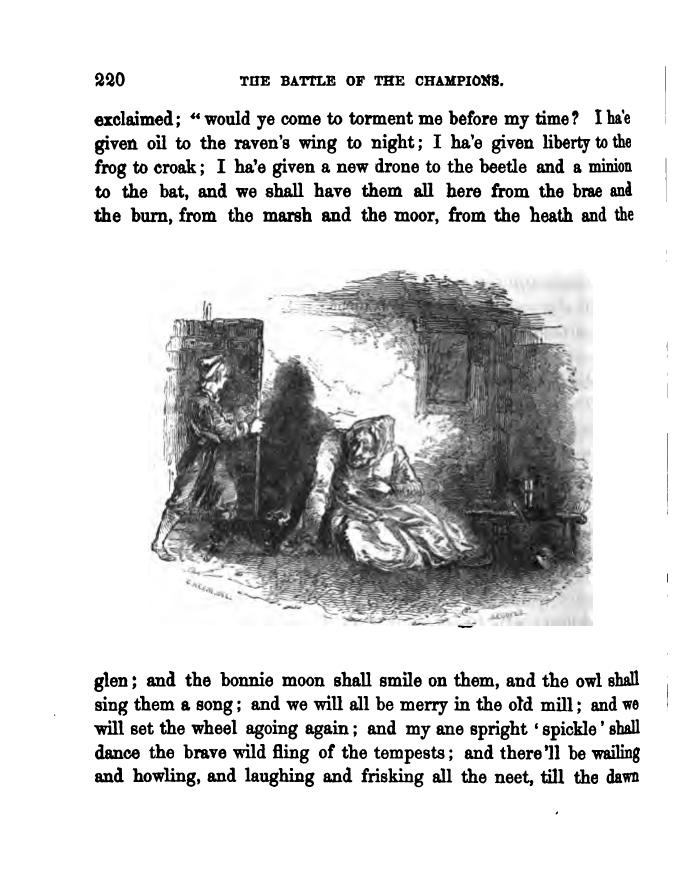 220 THE BATTLE OF THE CHAMPIONS.
exclaimed; “would ye come to torment me before my time? I ha’e
given oil to the raven’s wing to night; I ha’e given liberty to the
frog to croak; I ha’e given a new drone to the beetle and a minion
to the bat, and we shall have them all here from the brae and
the burn, from the marsh and the moor, from the heath and the
glen; and the bonnie moon shall smile on them, and the owl shall
sing them a song; and we will all be merry in the old mill; and we
will set the wheel agoing again; and my ane spright ‘spickle’ shall
dance the brave wild fling of the tempests; and there’ll be wailing
and howling, and laughing and frisking all the neet, till the dawn